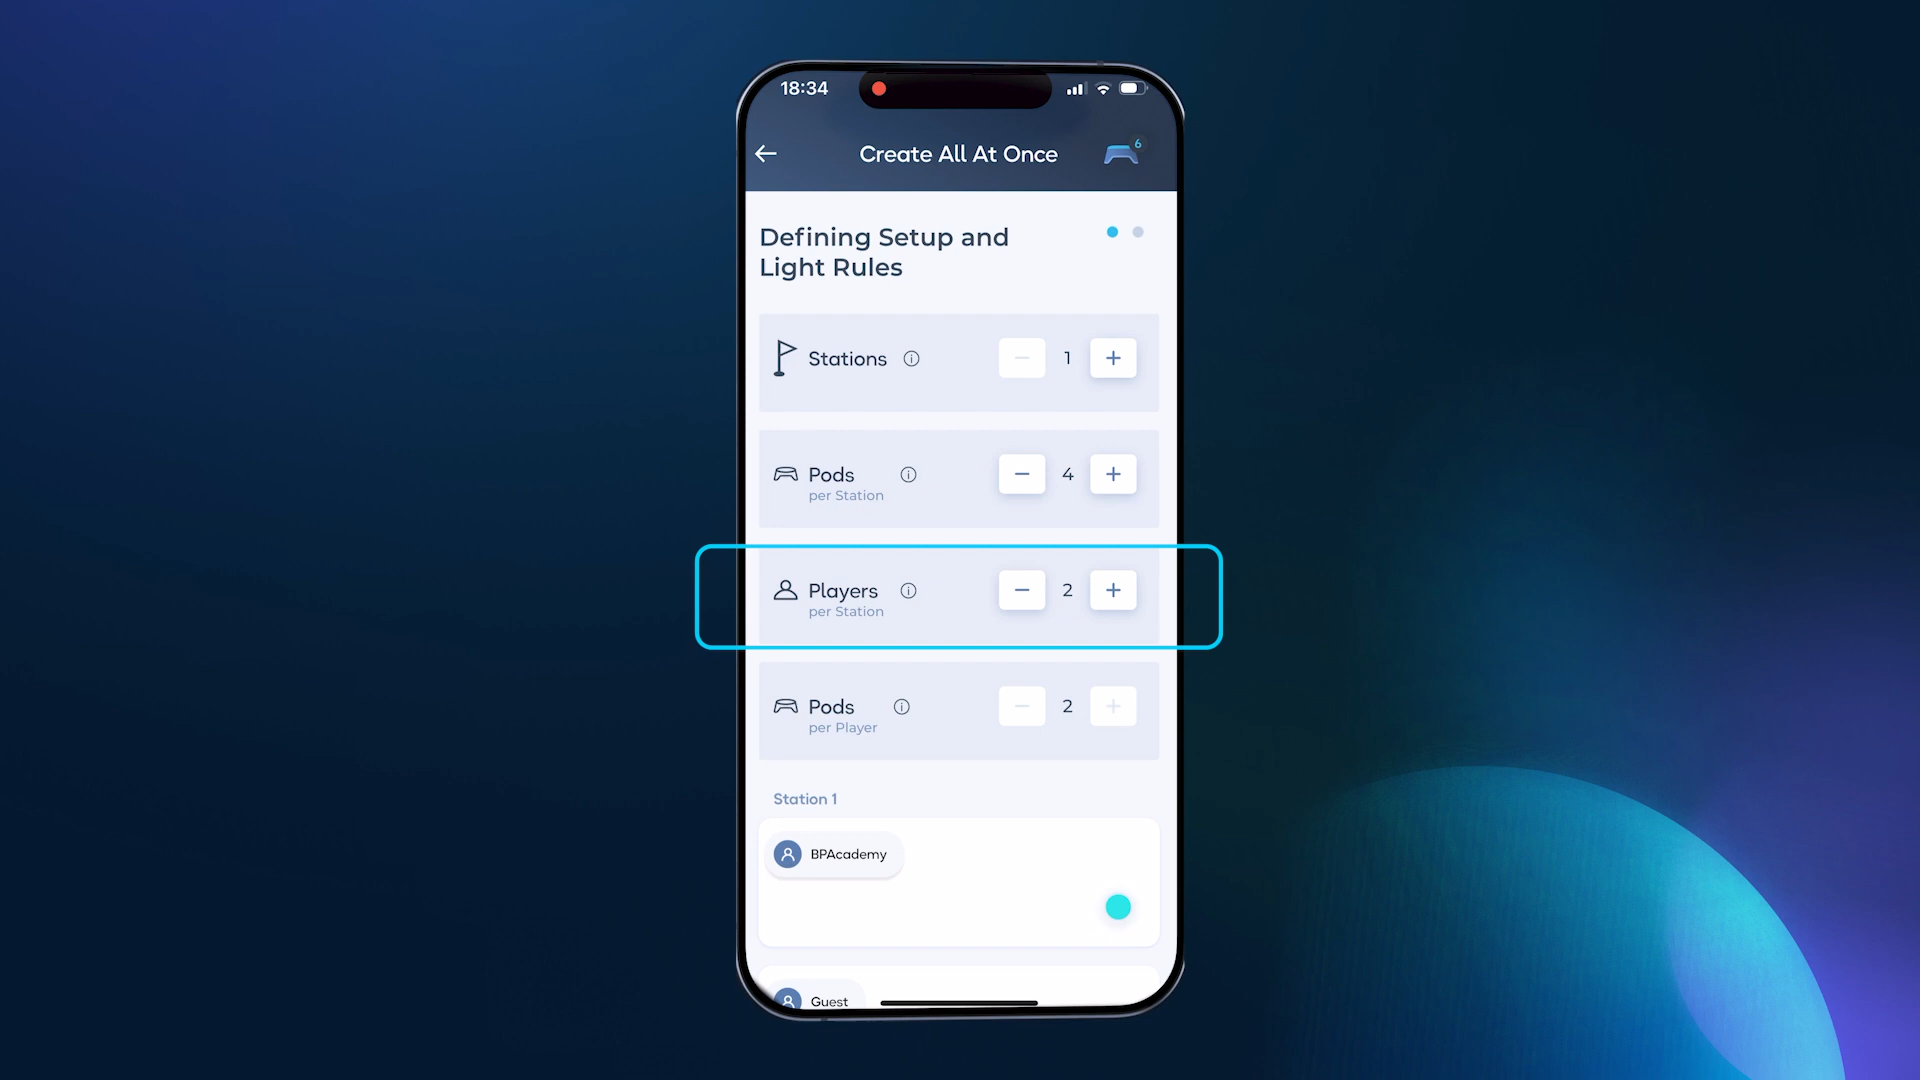 18:34
Create All At Once
6
Defining Setup and
Light Rules
Stations
1
Pods
per Station
4
Players
per Station
2
Pods
per Player
2
Station 1
BPAcademy
Guest